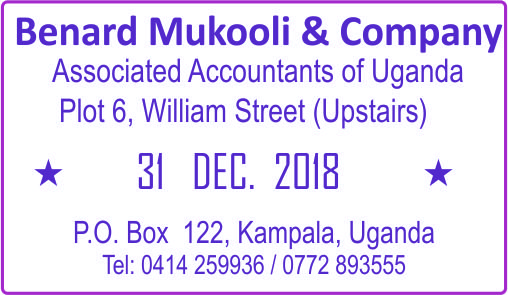 Benard Mukooli & Company
Associated Accountants of Uganda
Plot 6, William Street (Upstairs)
★ 31 DEC. 2018 ★
P.O. Box 122, Kampala, Uganda
Tel: 0414 259936 / 0772 893555